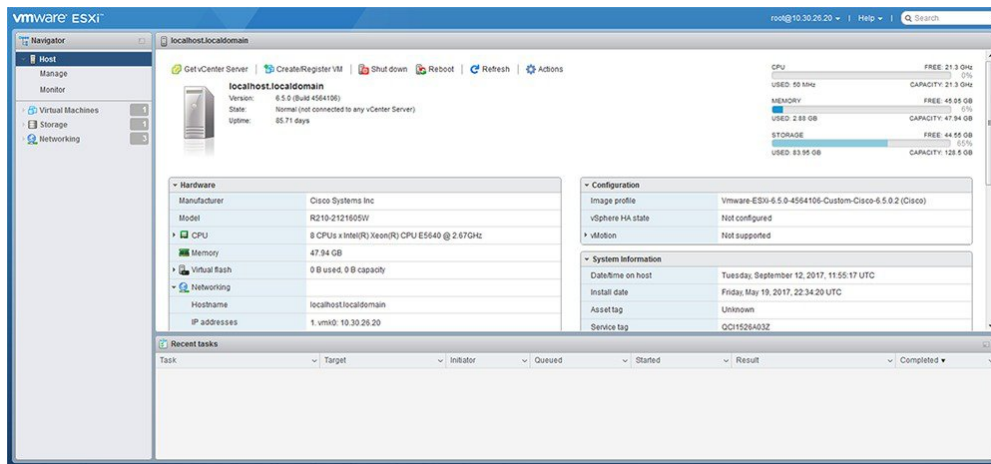 vmware ESXi™
root@10.30.26.20 | Help | Search
Navigator
Host
Manage
Monitor
Virtual Machines 1
Storage 1
Networking 3
localhost.localdomain
Get vCenter Server | Create/Register VM | Shut down Reboot | Refresh | Actions
localhost.localdomain
Version: 6.5.0 (Build 4564106)
State: Normal (not connected to any vCenter Server)
Uptime: 85.71 days
CPU FREE: 21.3 GHz
0%
USED: 50 MHz CAPACITY: 21.3 GHz
MEMORY FREE: 45.05 GB
6%
USED: 2.88 GB CAPACITY: 47.94 GB
STORAGE FREE: 44.55 GB
65%
USED: 83.95 GB CAPACITY: 128.5 GB
Hardware
Manufacturer Cisco Systems Inc
Model R210-2121605W
CPU 8 CPUs x Intel(R) Xeon(R) CPU E5640 @ 2.67GHz
Memory 47.94 GB
Virtual flash 0 B used, 0 B capacity
Networking
Hostname localhost.localdomain
IP addresses 1. vmk0: 10.30.26.20
Configuration
Image profile Vmware-ESXi-6.5.0-4564106-Custom-Cisco-6.5.0.2 (Cisco)
vSphere HA state Not configured
vMotion Not supported
System Information
Date/time on host Tuesday, September 12, 2017, 11:55:17 UTC
Install date Friday, May 19, 2017, 22:34:20 UTC
Asset tag Unknown
Service tag QCI1526A03Z
Recent tasks
Task Target Initiator Queued Started Result Completed